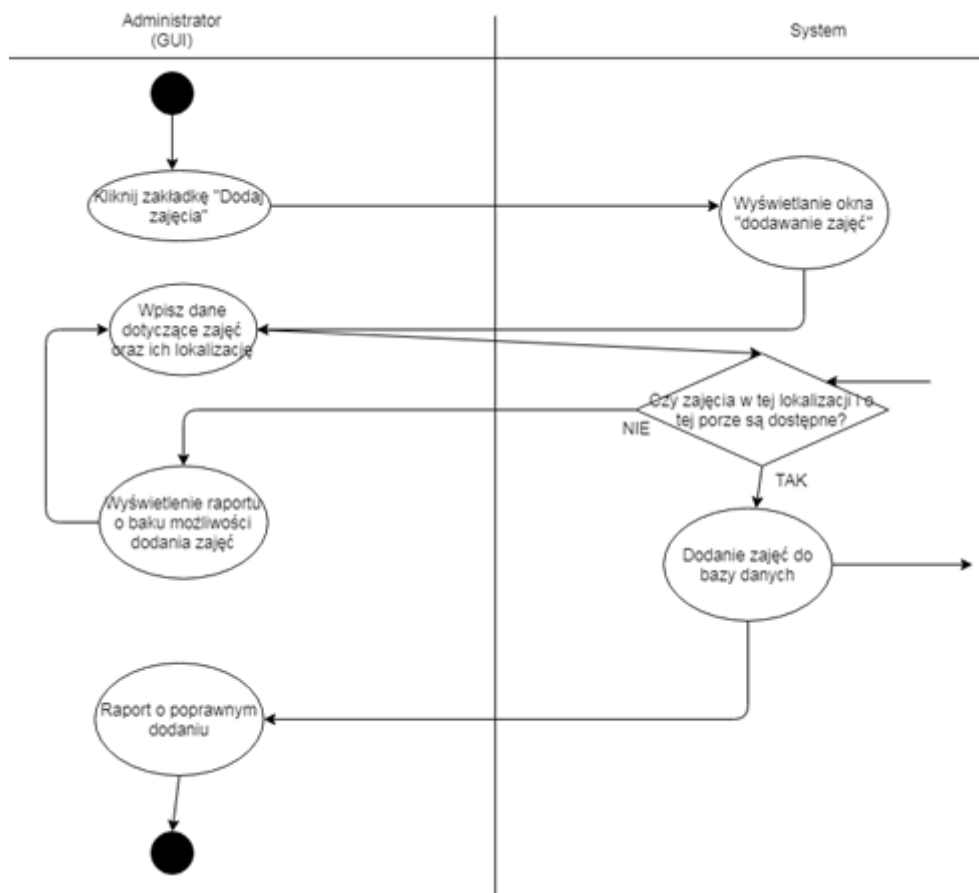 Administrator
(GUI)
System
Kliknij zakładkę "Dodaj
zajęcia"
Wyświetlanie okna
"dodawanie zajęć"
Wpisz dane
dotyczące zajęć
oraz ich lokalizację
Czy zajęcia w tej lokalizacji i o
tej porze są dostępne?
NIE
TAK
Wyświetlenie raportu
o baku możliwości
dodania zajęć
Dodanie zajęć do
bazy danych
Raport o poprawnym
dodaniu